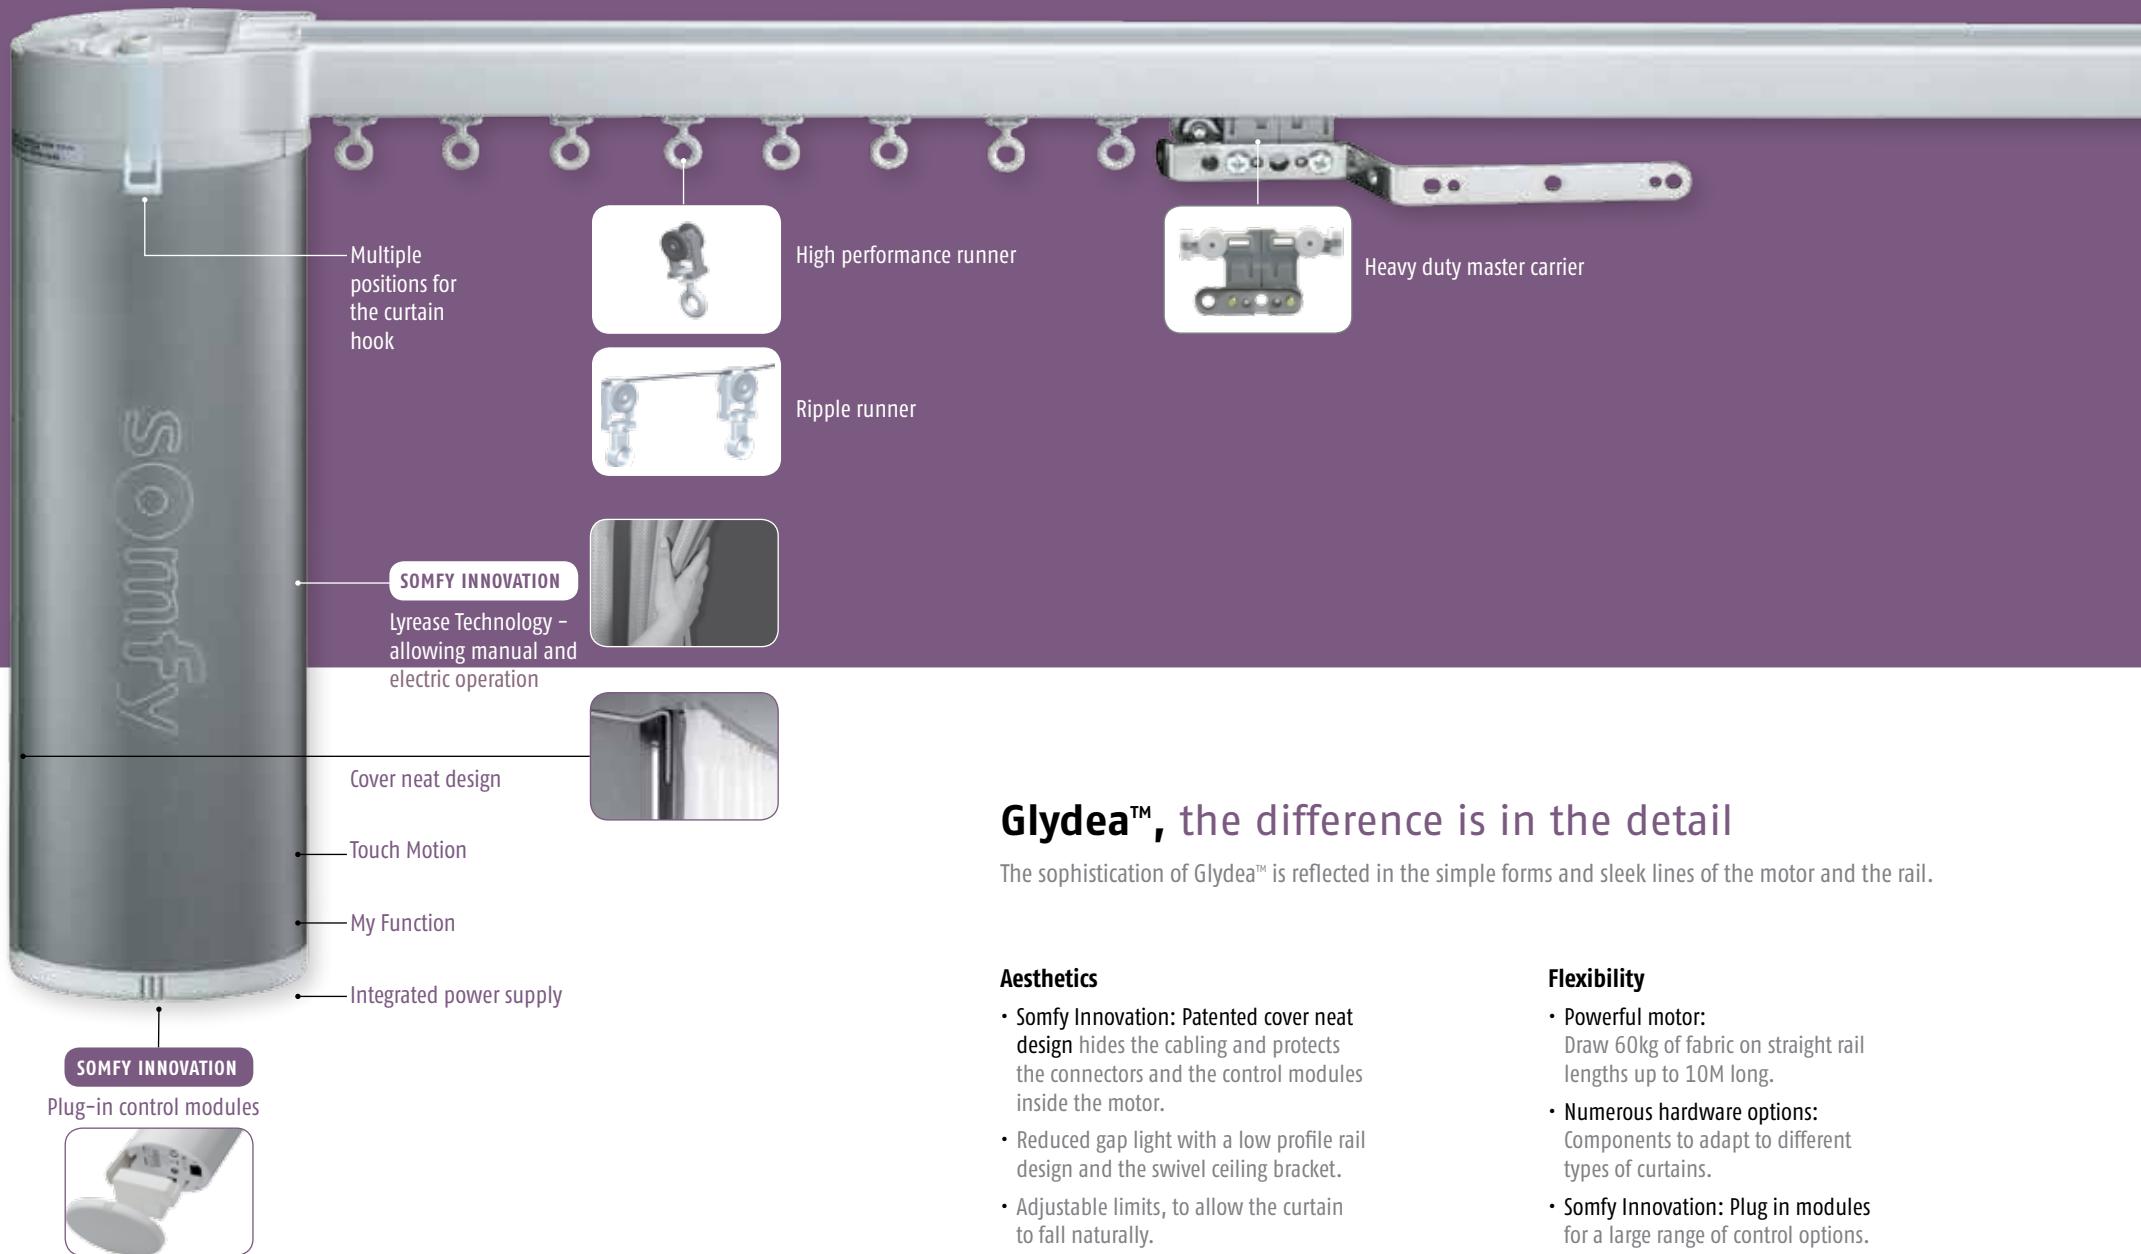 somfy
Multiple
positions for
the curtain
hook
High performance runner
Heavy duty master carrier
Ripple runner
SOMFY INNOVATION
Lyrease Technology –
allowing manual and
electric operation
Cover neat design
Touch Motion
My Function
Integrated power supply
SOMFY INNOVATION
Plug-in control modules
Glydea™, the difference is in the detail
The sophistication of Glydea™ is reflected in the simple forms and sleek lines of the motor and the rail.
Aesthetics
• Somfy Innovation: Patented cover neat
design hides the cabling and protects
the connectors and the control modules
inside the motor.
• Reduced gap light with a low profile rail
design and the swivel ceiling bracket.
• Adjustable limits, to allow the curtain
to fall naturally.
Flexibility
• Powerful motor:
Draw 60kg of fabric on straight rail
lengths up to 10M long.
• Numerous hardware options:
Components to adapt to different
types of curtains.
• Somfy Innovation: Plug in modules
for a large range of control options.